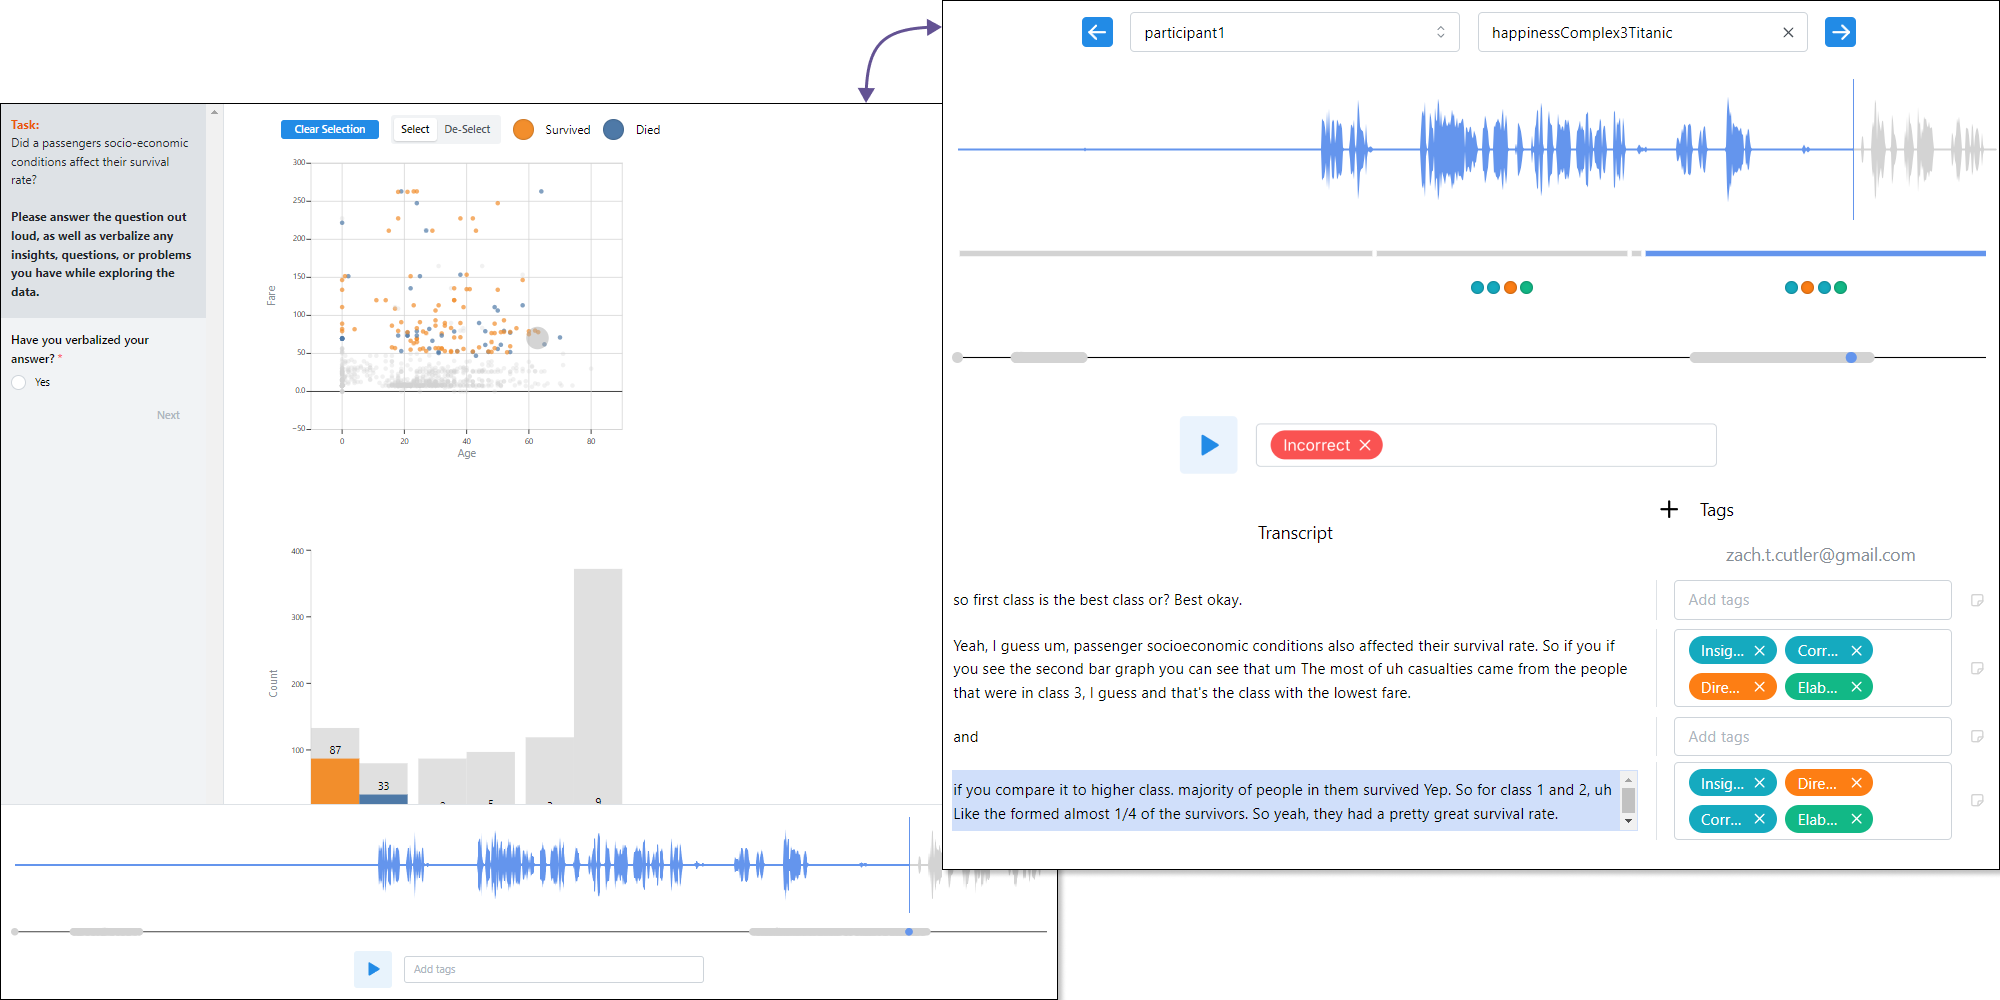 Task:
Did a passengers socio-economic
conditions affect their survival
rate?
Please answer the question out
loud, as well as verbalize any
insights, questions, or problems
you have while exploring the
data.
Have you verbalized your
answer? *
Yes
Next
Clear Selection
Select
De-Select
Survived
Died
300
250
200
150
100
50
0.0
−50
Fare
0
20
40
60
80
Age
400
300
200
100
Count
87
33
5
9
Add tags
participant1
happinessComplex3Titanic
Incorrect
Transcript
Tags
zach.t.cutler@gmail.com
so first class is the best class or? Best okay.
Add tags
Yeah, I guess um, passenger socioeconomic conditions also affected their survival rate. So if you if
you see the second bar graph you can see that um The most of uh casualties came from the people
that were in class 3, I guess and that's the class with the lowest fare.
Insig...
Corr...
Dire...
Elab...
and
Add tags
if you compare it to higher class. majority of people in them survived Yep. So for class 1 and 2, uh
Like the formed almost 1/4 of the survivors. So yeah, they had a pretty great survival rate.
Insig...
Dire...
Corr...
Elab...